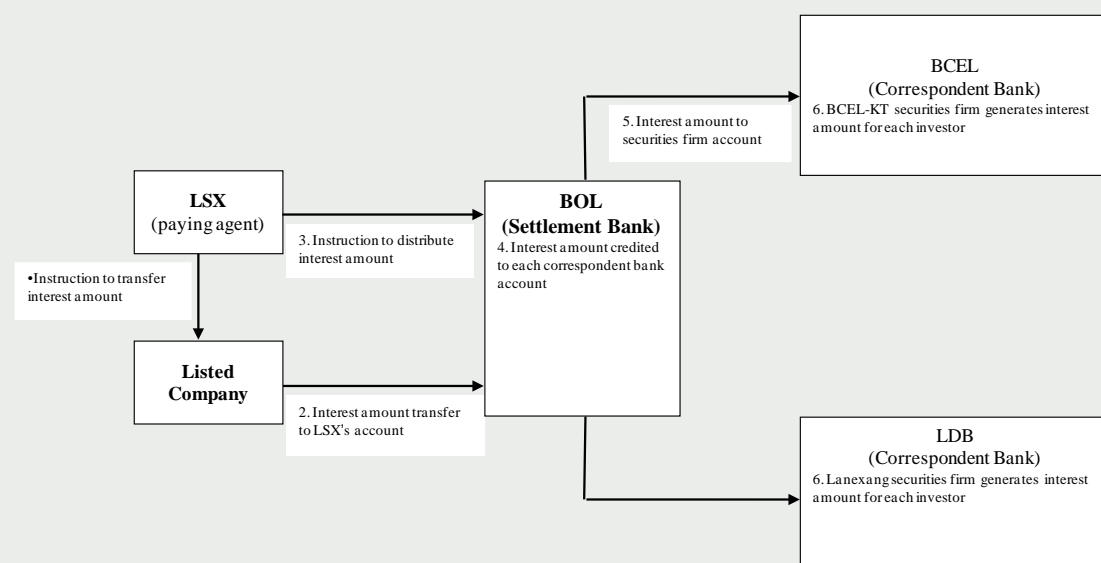 BCEL
(Correspondent Bank)
6. BCEL-KT securities firm generates interest
amount for each investor
5. Interest amount to
securities firm account
LSX
(paying agent)
BOL
(Settlement Bank)
4. Interest amount credited
to each correspondent bank
account
3. Instruction to distribute
interest amount
•Instruction to transfer
interest amount
Listed
Company
2. Interest amount transfer
to LSX's account
LDB
(Correspondent Bank)
6. Lanexang securities firm generates interest
amount for each investor